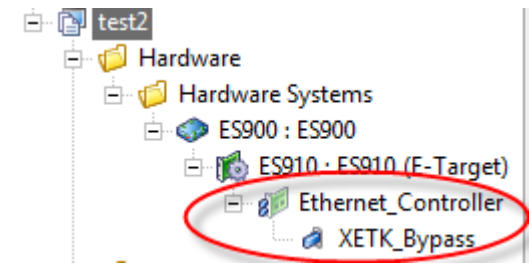 test2
Hardware
Hardware Systems
ES900 : ES900
ES910 : ES910 (E-Target)
Ethernet_Controller
XETK_Bypass